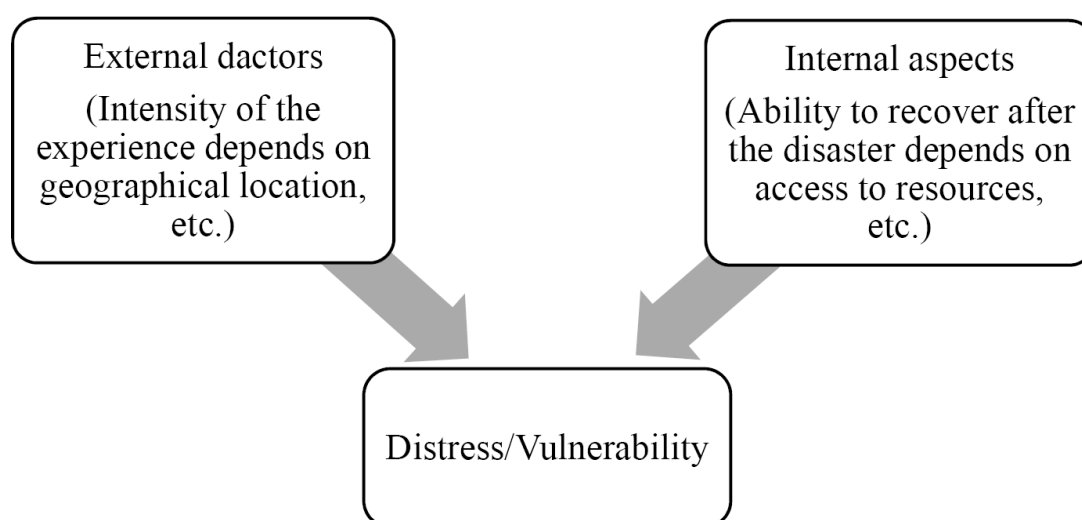 External dactors
(Intensity of the
experience depends on
geographical location,
etc.)
Internal aspects
(Ability to recover after
the disaster depends on
access to resources,
etc.)
Distress/Vulnerability